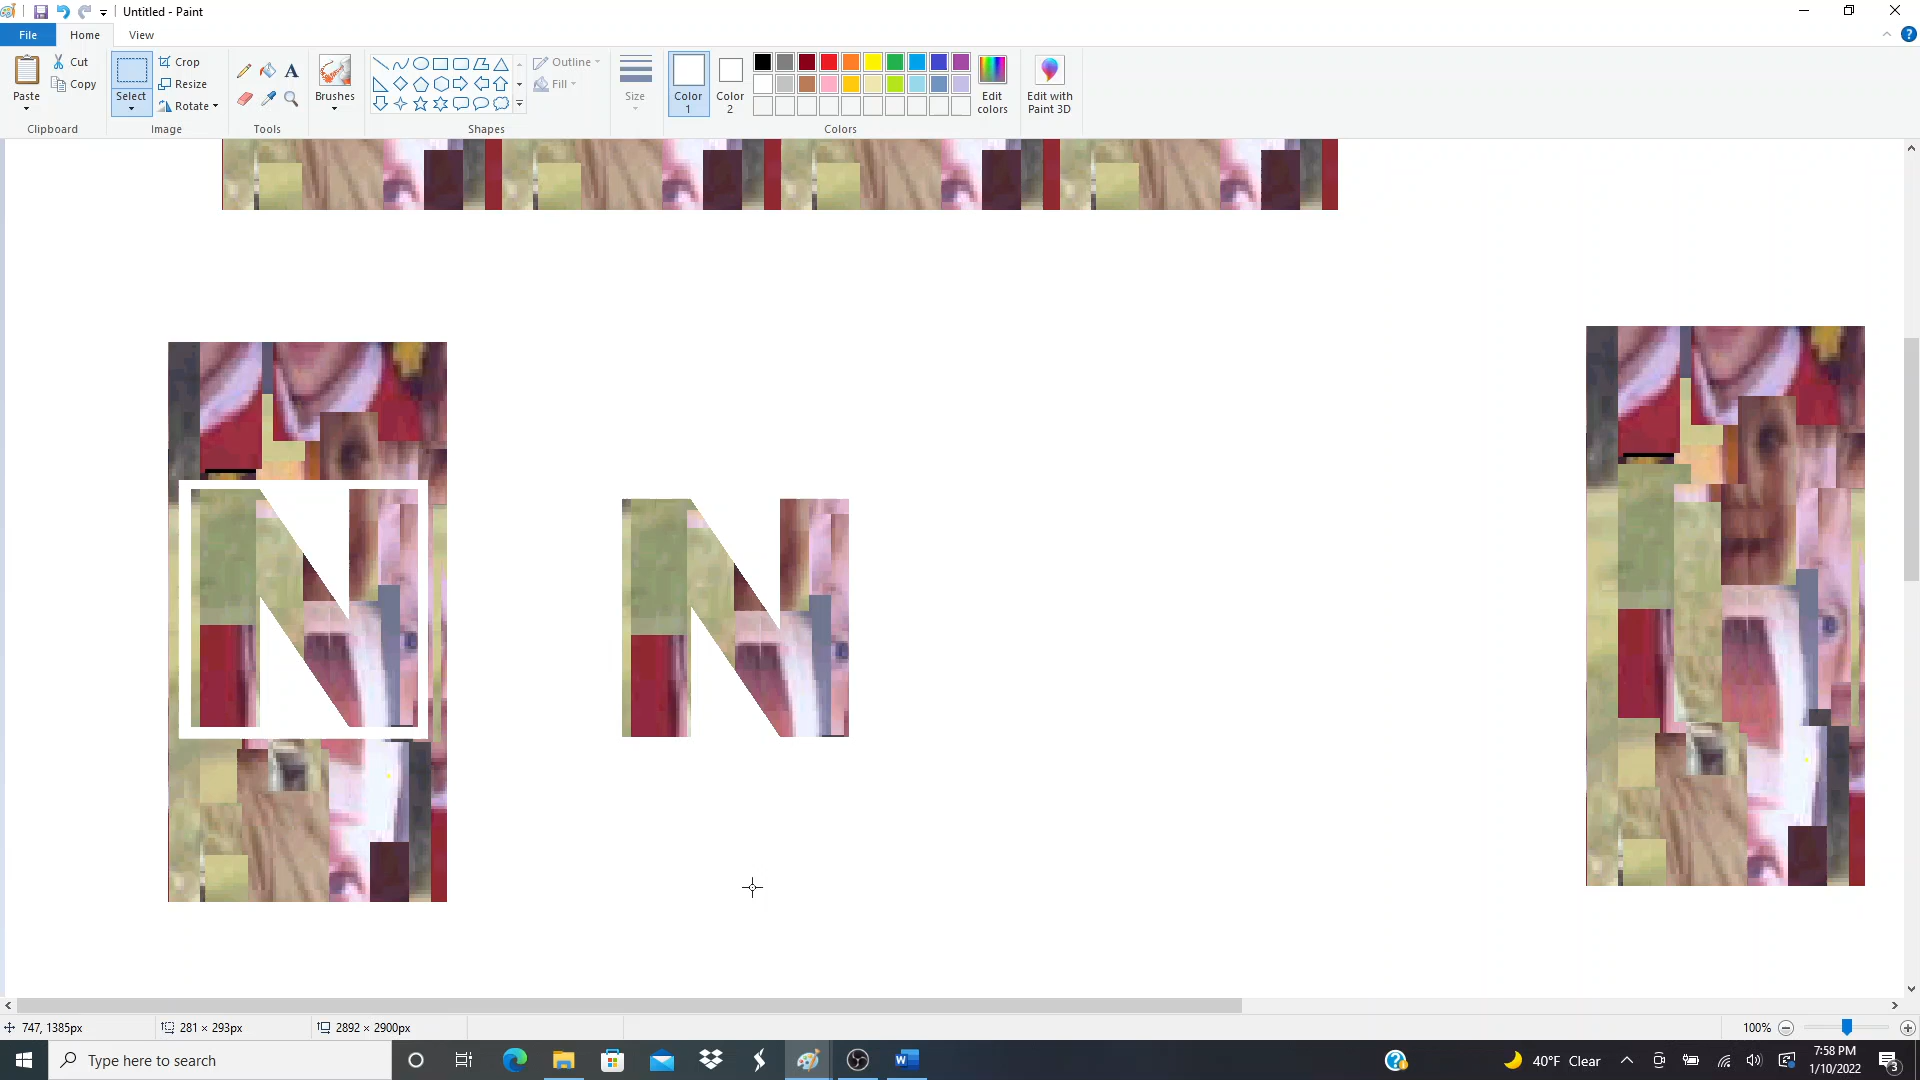 Untitled - Paint
File Home View
Paste
Cut
Copy
Clipboard
Select
Crop
Resize
Rotate
Image
Tools
Brushes
Shapes
Outline
Fill
Size
Color 1
Color 2
Colors
Edit colors
Edit with Paint 3D
?
N N
747, 1385px 281 × 293px 2892 × 2900px 100%
Type here to search
W
?
40°F Clear
7:58 PM
1/10/2022
3